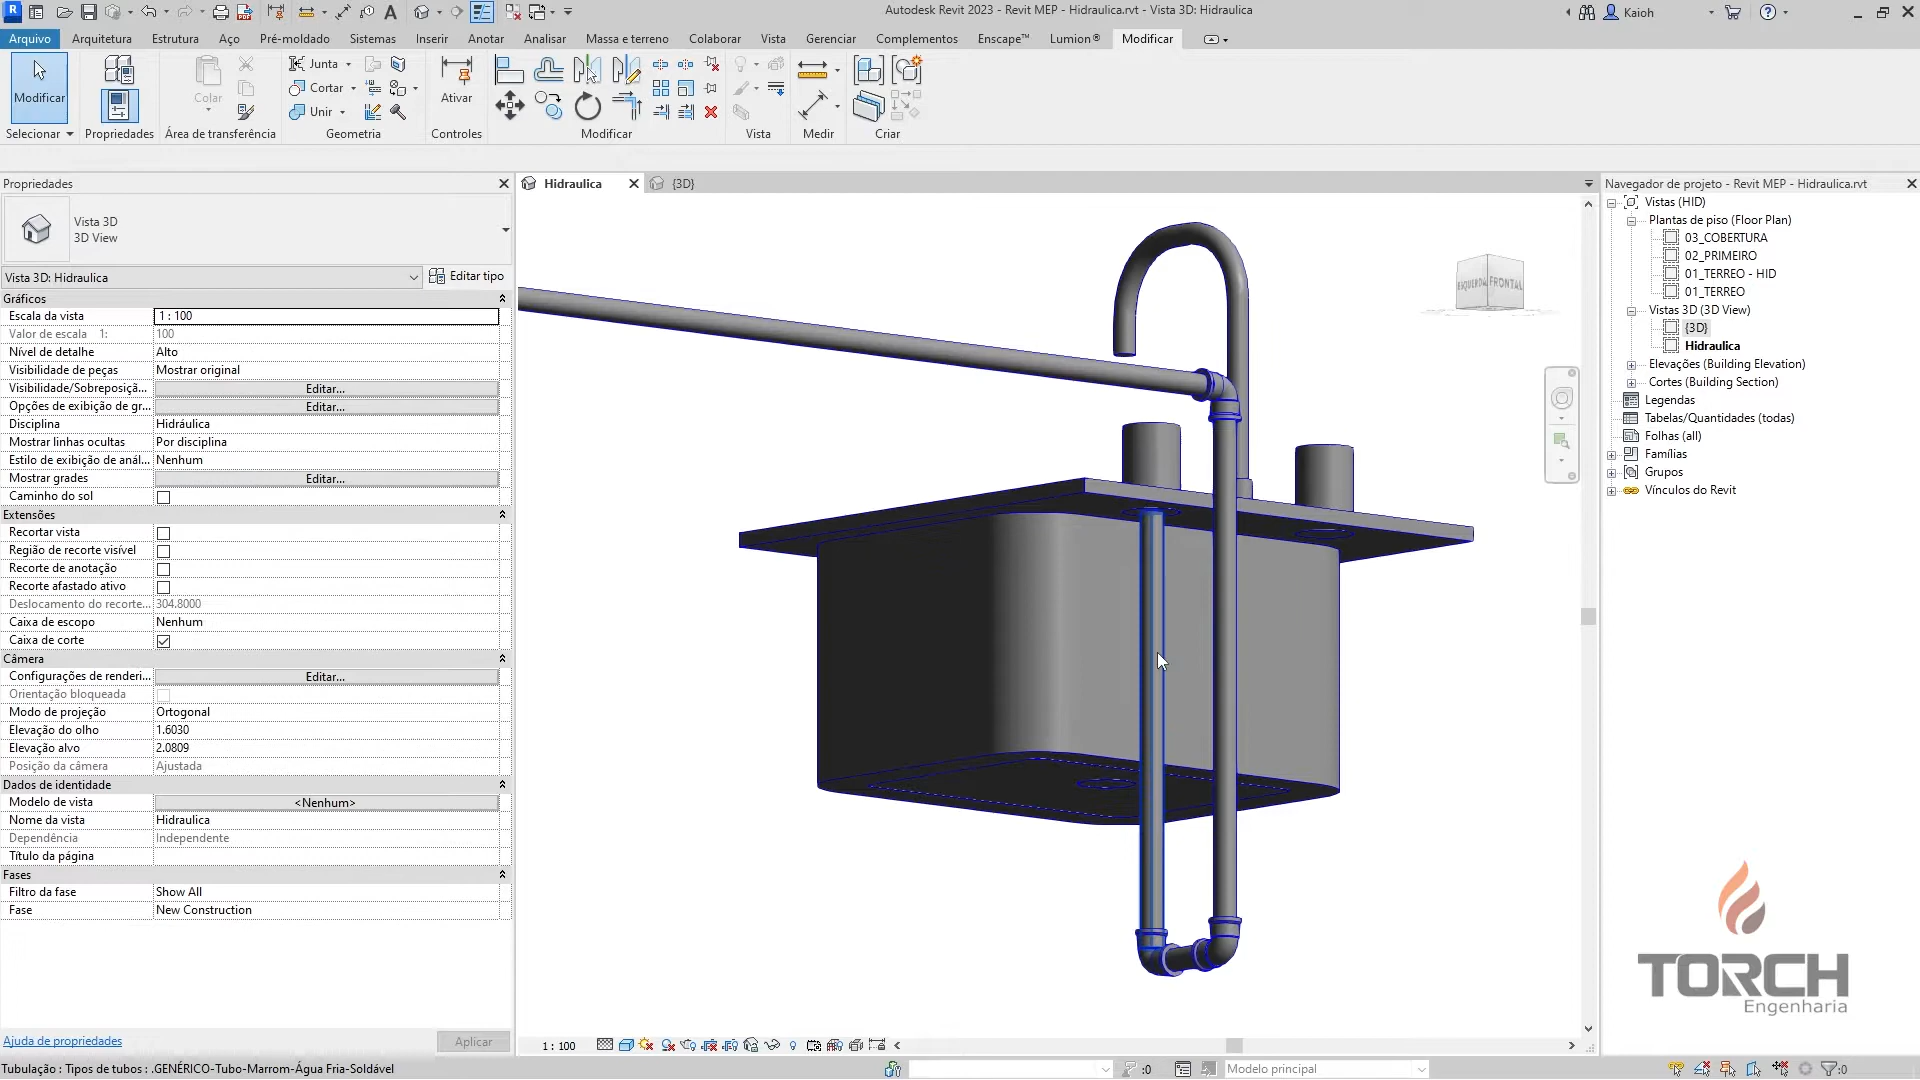 Autodesk Revit 2023 - Revit MEP - Hidraulica.rvt - Vista 3D: Hidraulica
Kaioh
Arquivo Arquitetura Estrutura Aço Pré-moldado Sistemas Inserir Anotar Analisar Massa e terreno Colaborar Vista Gerenciar Complementos Enscape™ Lumion® Modificar
Modificar
Colar
Junta
Cortar
Unir
Ativar
Selecionar Propriedades Área de transferência Geometria Controles Modificar Vista Medir Criar
Propriedades
Vista 3D
3D View
Vista 3D: Hidraulica Editar tipo
Gráficos
Escala da vista 1 : 100
Valor de escala 1: 100
Nível de detalhe Alto
Visibilidade de peças Mostrar original
Visibilidade/Sobreposiçã... Editar...
Opções de exibição de gr... Editar...
Disciplina Hidráulica
Mostrar linhas ocultas Por disciplina
Estilo de exibição de anál... Nenhum
Mostrar grades Editar...
Caminho do sol
Extensões
Recortar vista
Região de recorte visível
Recorte de anotação
Recorte afastado ativo
Deslocamento do recorte... 304.8000
Caixa de escopo Nenhum
Caixa de corte
Câmera
Configurações de renderi... Editar...
Orientação bloqueada
Modo de projeção Ortogonal
Elevação do olho 1.6030
Elevação alvo 2.0809
Posição da câmera Ajustada
Dados de identidade
Modelo de vista <Nenhum>
Nome da vista Hidraulica
Dependência Independente
Título da página
Fases
Filtro da fase Show All
Fase New Construction
Ajuda de propriedades Aplicar
Hidraulica {3D}
ESQUERDA FRONTAL
1 : 100
Navegador de projeto - Revit MEP - Hidraulica.rvt
Vistas (HID)
Plantas de piso (Floor Plan)
03_COBERTURA
02_PRIMEIRO
01_TERREO - HID
01_TERREO
Vistas 3D (3D View)
{3D}
Hidraulica
Elevações (Building Elevation)
Cortes (Building Section)
Legendas
Tabelas/Quantidades (todas)
Folhas (all)
Famílias
Grupos
Vínculos do Revit
TORCH
Engenharia
Tubulação : Tipos de tubos : .GENÉRICO-Tubo-Marrom-Água Fria-Soldável :0 Modelo principal :0